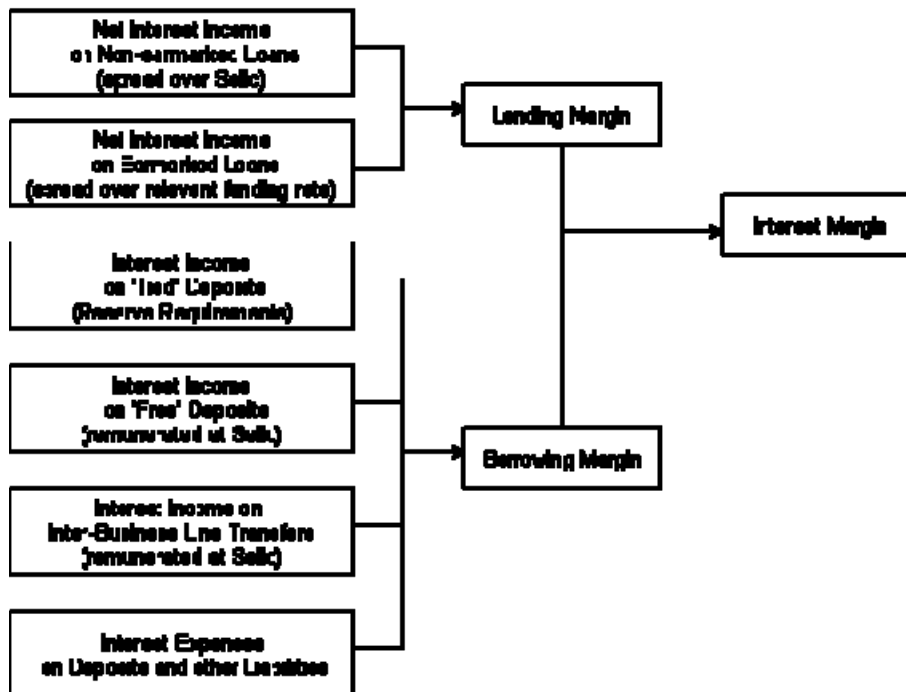 Net Interest Income
on Non-earmarked Loans
(spread over Selic)
Lending Margin
Net Interest Income
on Earmarked Loans
(spread over relevant funding rate)
Interest Margin
Interest Income
on "Tied" Deposits
(Reserve Requirements)
Interest Income
on "Free" Deposits
(remunerated at Selic)
Borrowing Margin
Interest Income on
Inter-Business Line Transfers
(remunerated at Selic)
Interest Expenses
on Deposits and other Liabilities